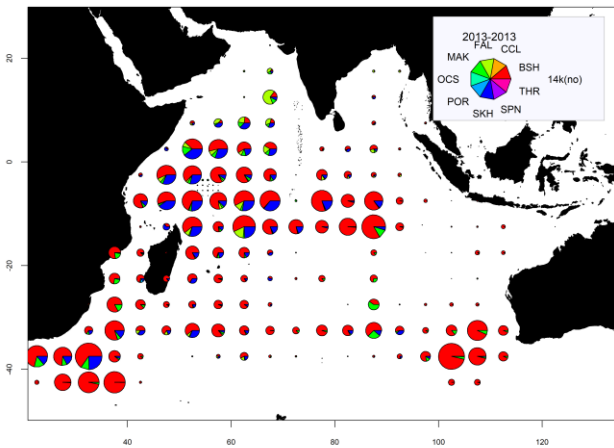 2013-2013
FAL CCL
MAK BSH
OCS 14k(no)
POR THR
SKH SPN
20
0
-20
-40
40 60 80 100 120